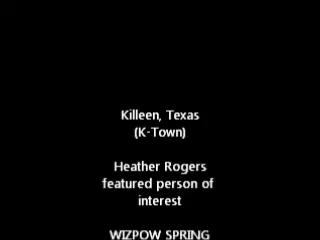 Killeen, Texas
(K-Town)
Heather Rogers
featured person of
interest
WIZPOW SPRING